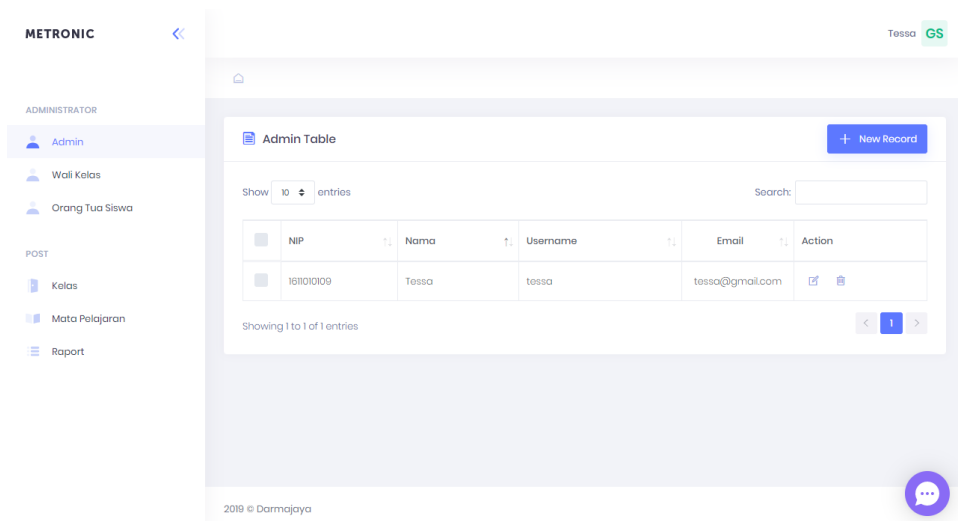 METRONIC
Tessa GS
ADMINISTRATOR
Admin
Wali Kelas
Orang Tua Siswa
POST
Kelas
Mata Pelajaran
Raport
Admin Table
New Record
Show 10 entries
Search:
NIP Nama Username Email Action
1611010109 Tessa tessa tessa@gmail.com
Showing 1 to 1 of 1 entries
1
2019 © Darmajaya